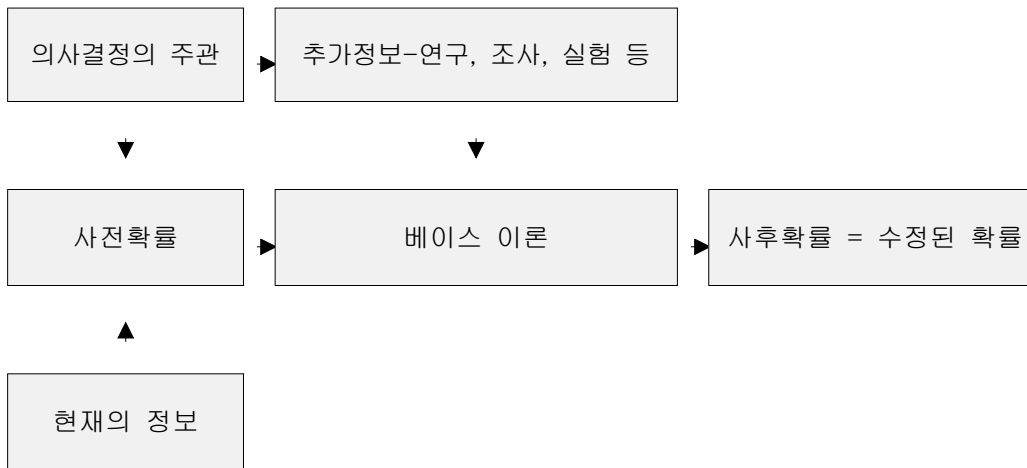 의사결정의 주관
추가정보-연구, 조사, 실험 등
사전확률
베이스 이론
사후확률 = 수정된 확률
현재의 정보